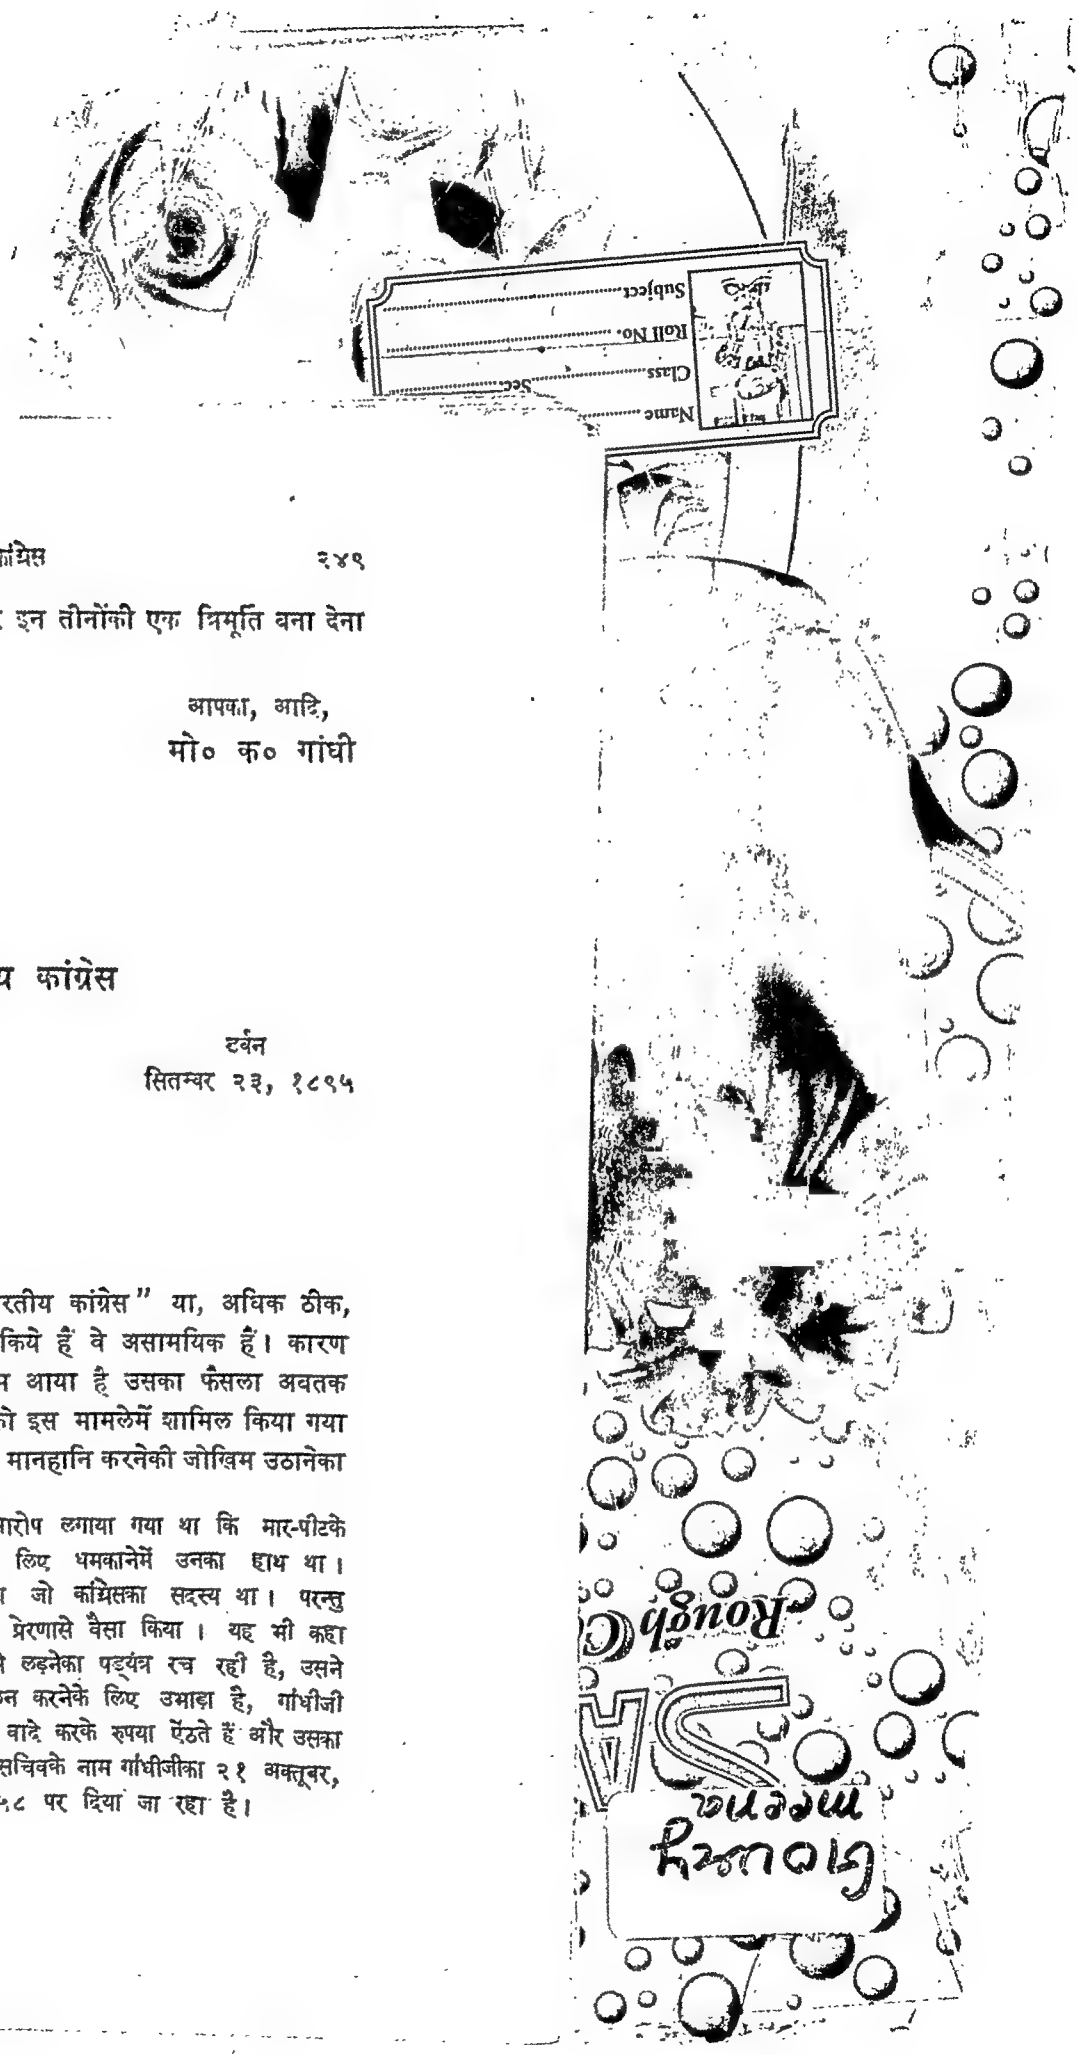 Subject
Roll No.
Class Sec
Name
कांग्रेस २४९
इन तीनोंकी एक त्रिमूर्ति बना देना
आपका, आदि,
मो० क० गांधी
य कांग्रेस
डर्बन
सितम्बर २३, १८९५
रतीय कांग्रेस” या, अधिक ठीक,
किये हैं वे असामयिक हैं। कारण
आया है उसका फैसला अबतक
को इस मामलेमें शामिल किया गया
मानहानि करनेकी जोखिम उठानेका
ारोप लगाया गया था कि मार-पीटके
लिए धमकानेमें उनका हाथ था।
जो कांग्रेसका सदस्य था। परन्तु
प्रेरणासे वैसा किया। यह भी कहा
लड़नेका षड्यंत्र रच रही है, उसने
करनेके लिए उभाड़ा है, गांधीजी
वादे करके रुपया ऐंठते हैं और उसका
सचिवके नाम गांधीजीका २१ अक्तूबर,
५८ पर दिया जा रहा है।
Rough C
SA